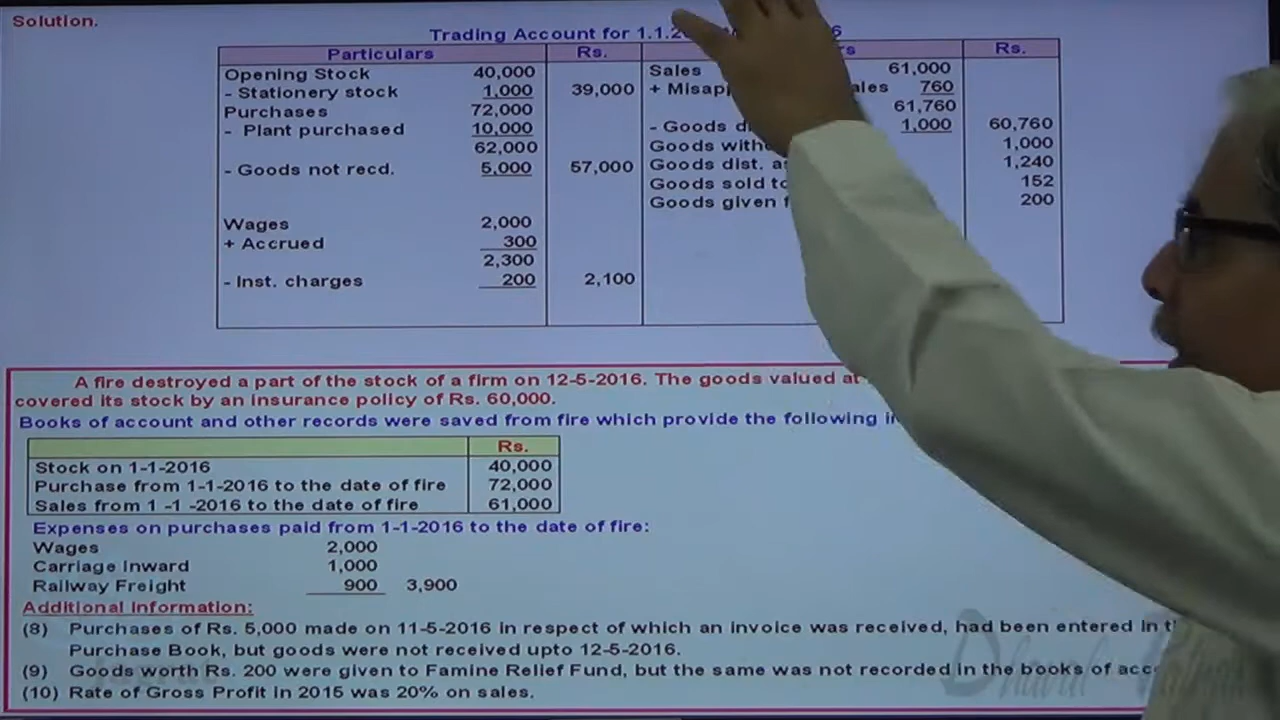 Solution.
Trading Account for 1.1.2 6
Particulars Rs. Rs.
Opening Stock 40,000
- Stationery stock 1,000 39,000
Purchases 72,000
- Plant purchased 10,000
62,000
- Goods not recd. 5,000 57,000
Wages 2,000
+ Accrued 300
2,300
- Inst. charges 200 2,100
Sales 61,000
+ 760
61,760
- Goods 1,000 60,760
Goods 1,000
Goods dist. 1,240
Goods sold 152
Goods given 200
A fire destroyed a part of the stock of a firm on 12-5-2016. The goods valued at
covered its stock by an insurance policy of Rs. 60,000.
Books of account and other records were saved from fire which provide the following
Rs.
Stock on 1-1-2016 40,000
Purchase from 1-1-2016 to the date of fire 72,000
Sales from 1 -1 -2016 to the date of fire 61,000
Expenses on purchases paid from 1-1-2016 to the date of fire:
Wages 2,000
Carriage Inward 1,000
Railway Freight 900 3,900
Additional Information:
(8) Purchases of Rs. 5,000 made on 11-5-2016 in respect of which an invoice was received, had been entered in
Purchase Book, but goods were not received upto 12-5-2016.
(9) Goods worth Rs. 200 were given to Famine Relief Fund, but the same was not recorded in the books of
(10) Rate of Gross Profit in 2015 was 20% on sales.